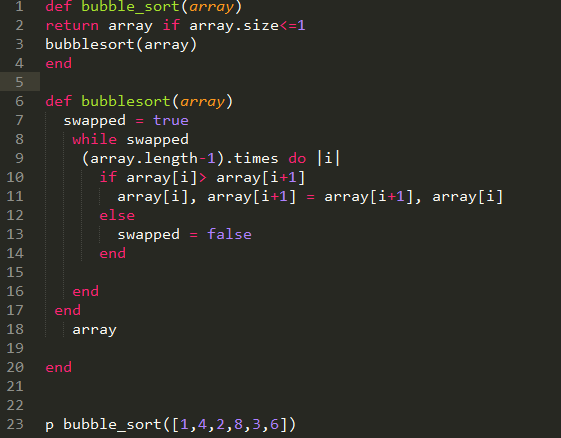 1 def bubble_sort(array)
2 return array if array.size<=1
3 bubblesort(array)
4 end
5
6 def bubblesort(array)
7   swapped = true
8    while swapped
9     (array.length-1).times do |i|
10       if array[i]> array[i+1]
11         array[i], array[i+1] = array[i+1], array[i]
12       else
13         swapped = false
14       end
15
16    end
17  end
18    array
19
20 end
21
22
23 p bubble_sort([1,4,2,8,3,6])